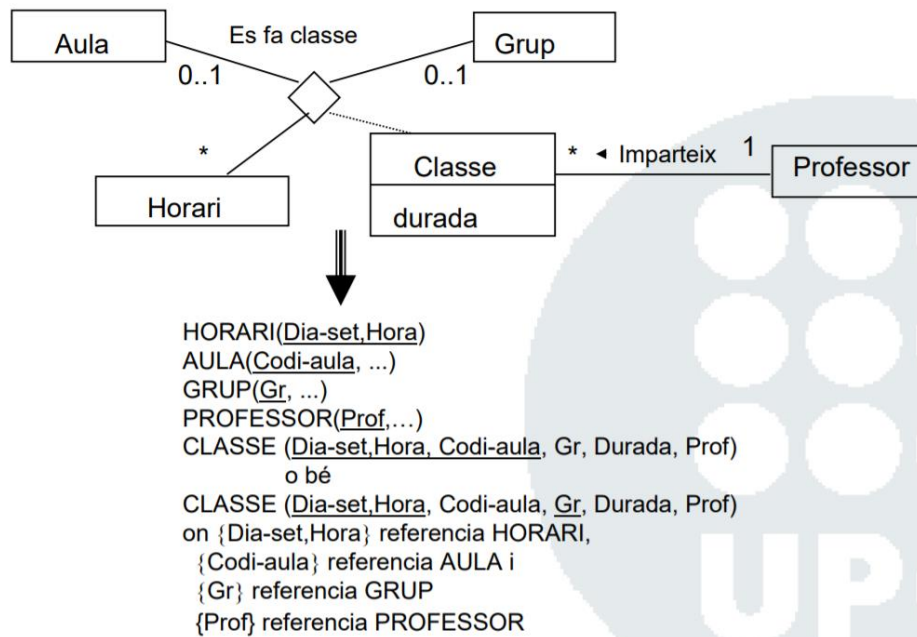 Aula
Es fa classe
Grup
0..1
0..1
*
Classe
*
◄ Imparteix
1
Professor
Horari
durada
HORARI(Dia-set,Hora)
AULA(Codi-aula, ...)
GRUP(Gr, ...)
PROFESSOR(Prof,...)
CLASSE (Dia-set,Hora, Codi-aula, Gr, Durada, Prof)
o bé
CLASSE (Dia-set,Hora, Codi-aula, Gr, Durada, Prof)
on {Dia-set,Hora} referencia HORARI,
{Codi-aula} referencia AULA i
{Gr} referencia GRUP
{Prof} referencia PROFESSOR
UP